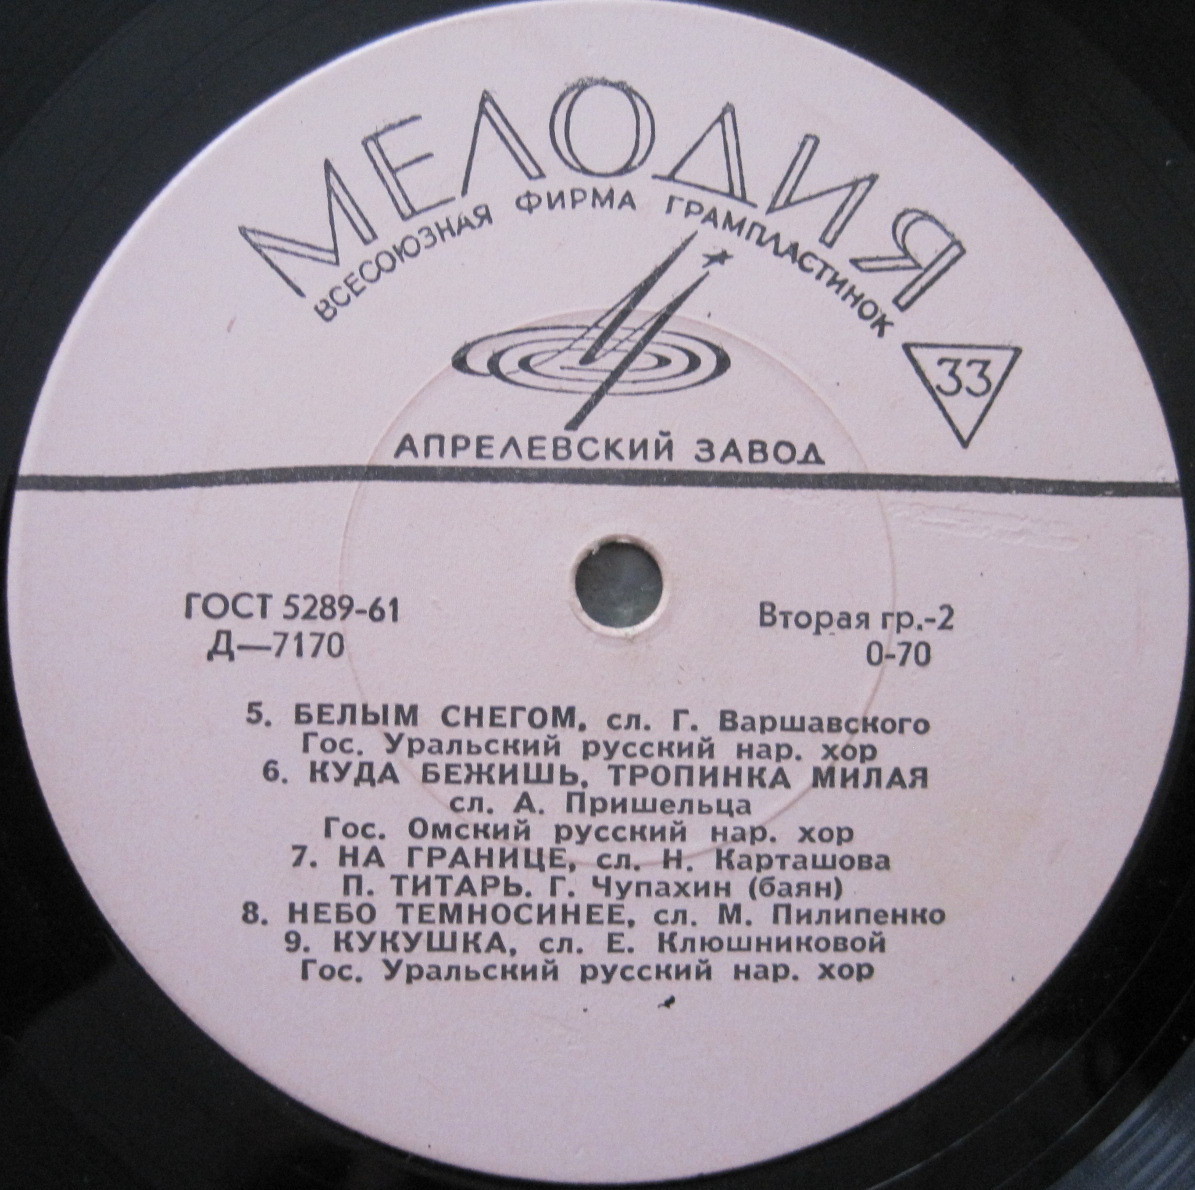 МЕЛОДИЯ
ВСЕСОЮЗНАЯ ФИРМА ГРАМПЛАСТИНОК
33
АПРЕЛЕВСКИЙ ЗАВОД
ГОСТ 5289-61
Вторая гр.-2
Д—7170
0-70
5. БЕЛЫМ СНЕГОМ, сл. Г. Варшавского
Гос. Уральский русский нар. хор
6. КУДА БЕЖИШЬ, ТРОПИНКА МИЛАЯ
сл. А. Пришельца
Гос. Омский русский нар. хор
7. НА ГРАНИЦЕ, сл. Н. Карташова
П. ТИТАРЬ. Г. Чупахин (баян)
8. НЕБО ТЕМНОСИНЕЕ, сл. М. Пилипенко
9. КУКУШКА, сл. Е. Клюшниковой
Гос. Уральский русский нар. хор